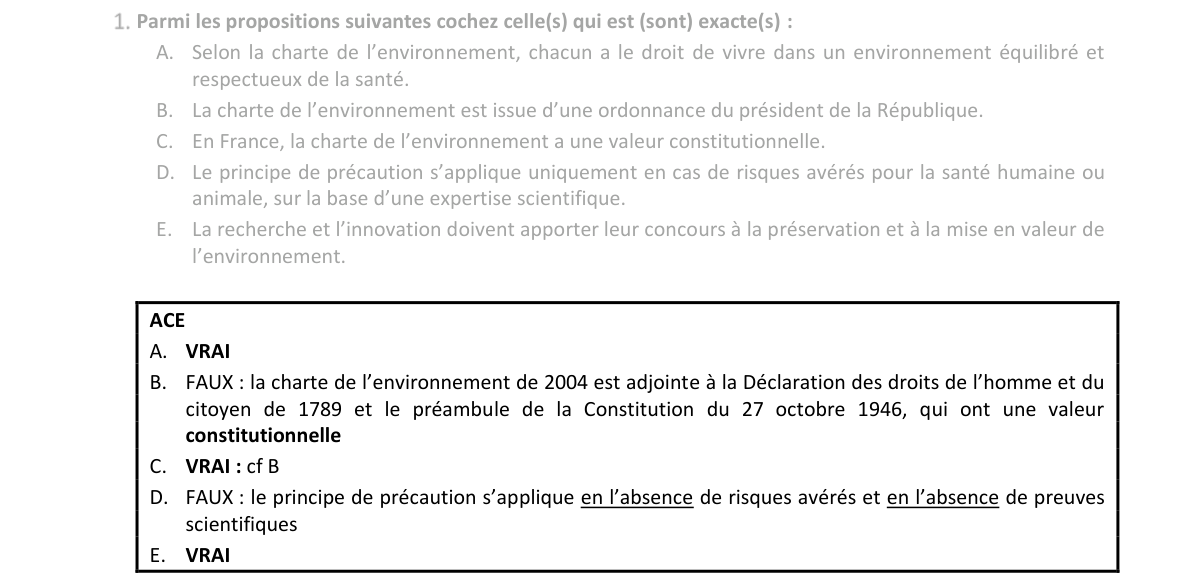 1. Parmi les propositions suivantes cochez celle(s) qui est (sont) exacte(s) :
A. Selon la charte de l’environnement, chacun a le droit de vivre dans un environnement équilibré et
respectueux de la santé.
B. La charte de l’environnement est issue d’une ordonnance du président de la République.
C. En France, la charte de l’environnement a une valeur constitutionnelle.
D. Le principe de précaution s’applique uniquement en cas de risques avérés pour la santé humaine ou
animale, sur la base d’une expertise scientifique.
E. La recherche et l’innovation doivent apporter leur concours à la préservation et à la mise en valeur de
l’environnement.
ACE
A. VRAI
B. FAUX : la charte de l’environnement de 2004 est adjointe à la Déclaration des droits de l’homme et du
citoyen de 1789 et le préambule de la Constitution du 27 octobre 1946, qui ont une valeur
constitutionnelle
C. VRAI : cf B
D. FAUX : le principe de précaution s’applique en l’absence de risques avérés et en l’absence de preuves
scientifiques
E. VRAI